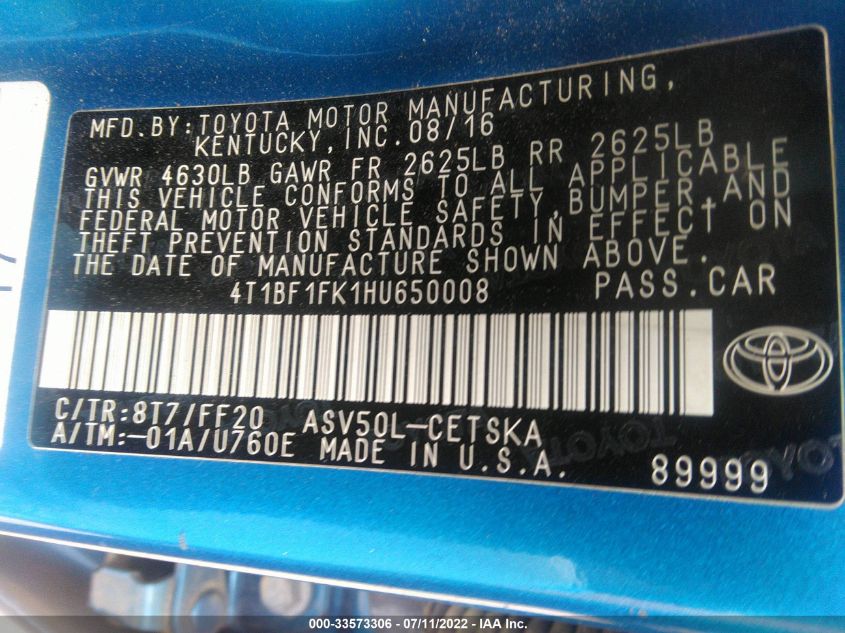 MFD.BY:TOYOTA MOTOR MANUFACTURING,
KENTUCKY, INC.08/16
GVWR 4630LB GAWR FR 2625LB RR 2625LB
THIS VEHICLE CONFORMS TO ALL APPLICABLE
FEDERAL MOTOR VEHICLE SAFETY,BUMPER,AND
THEFT PREVENTION STANDARDS IN EFFECT ON
THE DATE OF MANUFACTURE SHOWN ABOVE.
4T1BF1FK1HU650008 PASS.CAR
C/TR:8T7/FF20 ASV50L-CETSKA
A/TM:-01A/U760E MADE IN U.S.A.
89999
000-33573306 - 07/11/2022 - IAA Inc.